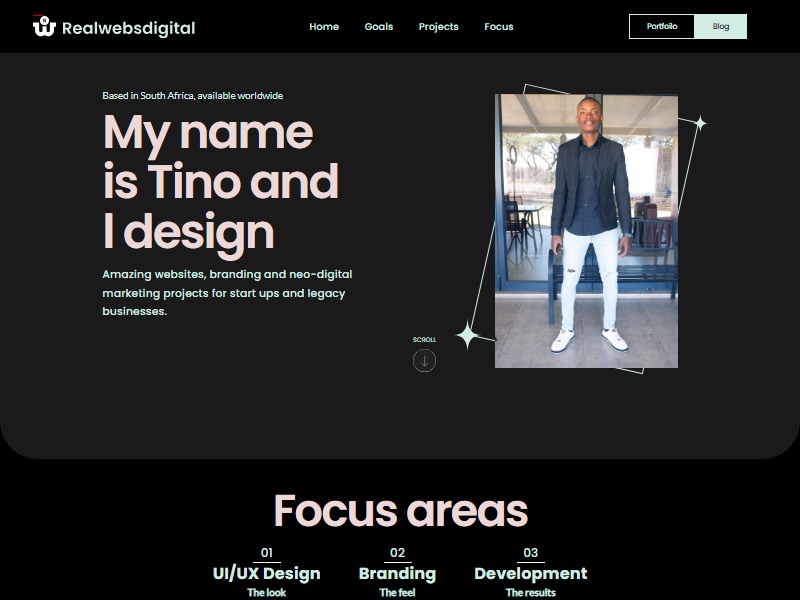 Realwebsdigital
Home
Goals
Projects
Focus
Portfolio
Blog
Based in South Africa, available worldwide
My name
is Tino and
I design
Amazing websites, branding and neo-digital
marketing projects for start ups and legacy
businesses.
SCROLL
Focus areas
01
02
03
UI/UX Design
Branding
Development
The look
The feel
The results